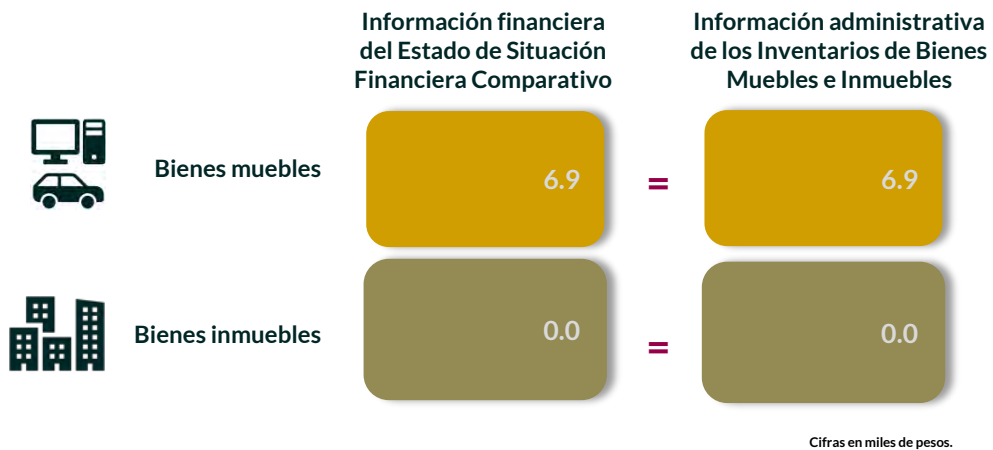 Información financiera
del Estado de Situación
Financiera Comparativo
Información administrativa
de los Inventarios de Bienes
Muebles e Inmuebles
Bienes muebles
6.9
=
6.9
Bienes inmuebles
0.0
=
0.0
Cifras en miles de pesos.